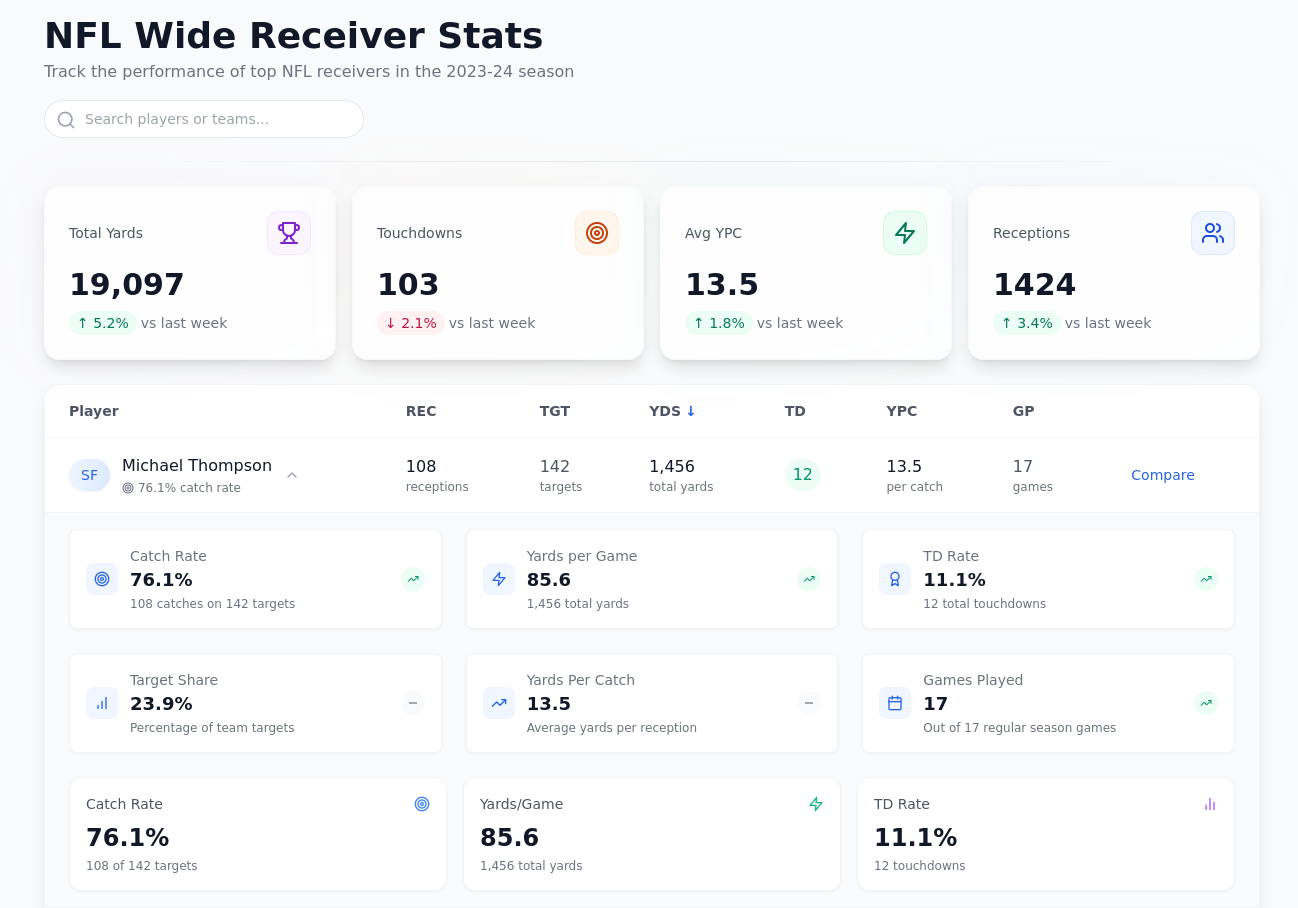 NFL Wide Receiver Stats
Track the performance of top NFL receivers in the 2023-24 season
Search players or teams...
Total Yards
19,097
↑ 5.2% vs last week
Touchdowns
103
↓ 2.1% vs last week
Avg YPC
13.5
↑ 1.8% vs last week
Receptions
1424
↑ 3.4% vs last week
Player REC TGT YDS ↓ TD YPC GP
SF
Michael Thompson
76.1% catch rate
108
receptions
142
targets
1,456
total yards
12
13.5
per catch
17
games
Compare
Catch Rate
76.1%
108 catches on 142 targets
Yards per Game
85.6
1,456 total yards
TD Rate
11.1%
12 total touchdowns
Target Share
23.9%
Percentage of team targets
Yards Per Catch
13.5
Average yards per reception
Games Played
17
Out of 17 regular season games
Catch Rate
76.1%
108 of 142 targets
Yards/Game
85.6
1,456 total yards
TD Rate
11.1%
12 touchdowns